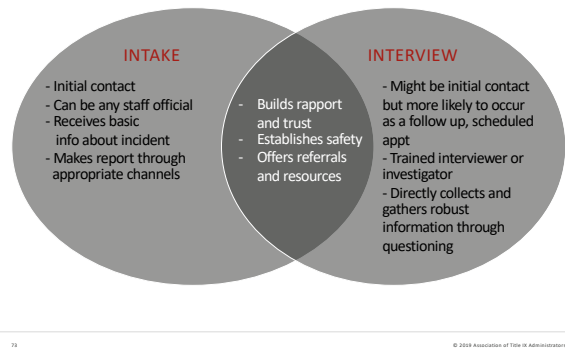 INTAKE
- Initial contact
- Can be any staff official
- Receives basic
info about incident
- Makes report through
appropriate channels
- Builds rapport
and trust
- Establishes safety
- Offers referrals
and resources
INTERVIEW
- Might be initial contact
but more likely to occur
as a follow up, scheduled
appt
- Trained interviewer or
investigator
- Directly collects and
gathers robust
information through
questioning
73
© 2019 Association of Title IX Administrators